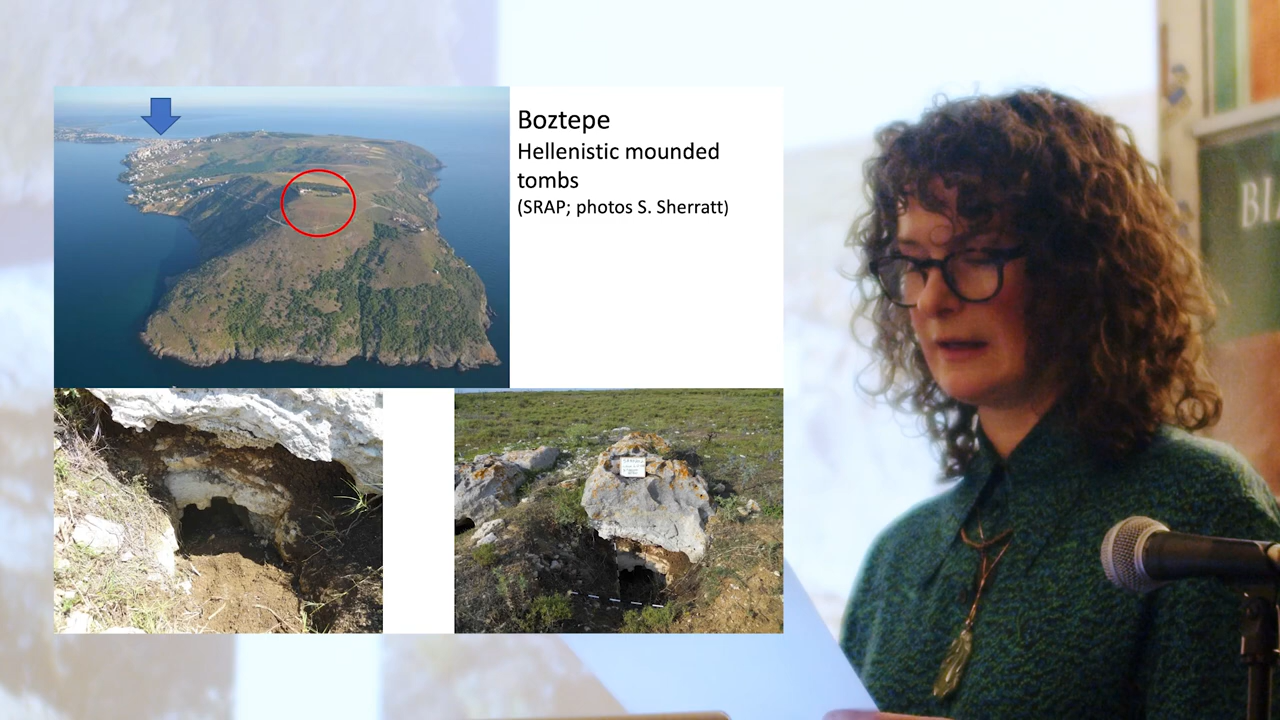 Boztepe
Hellenistic mounded
tombs
(SRAP; photos S. Sherratt)